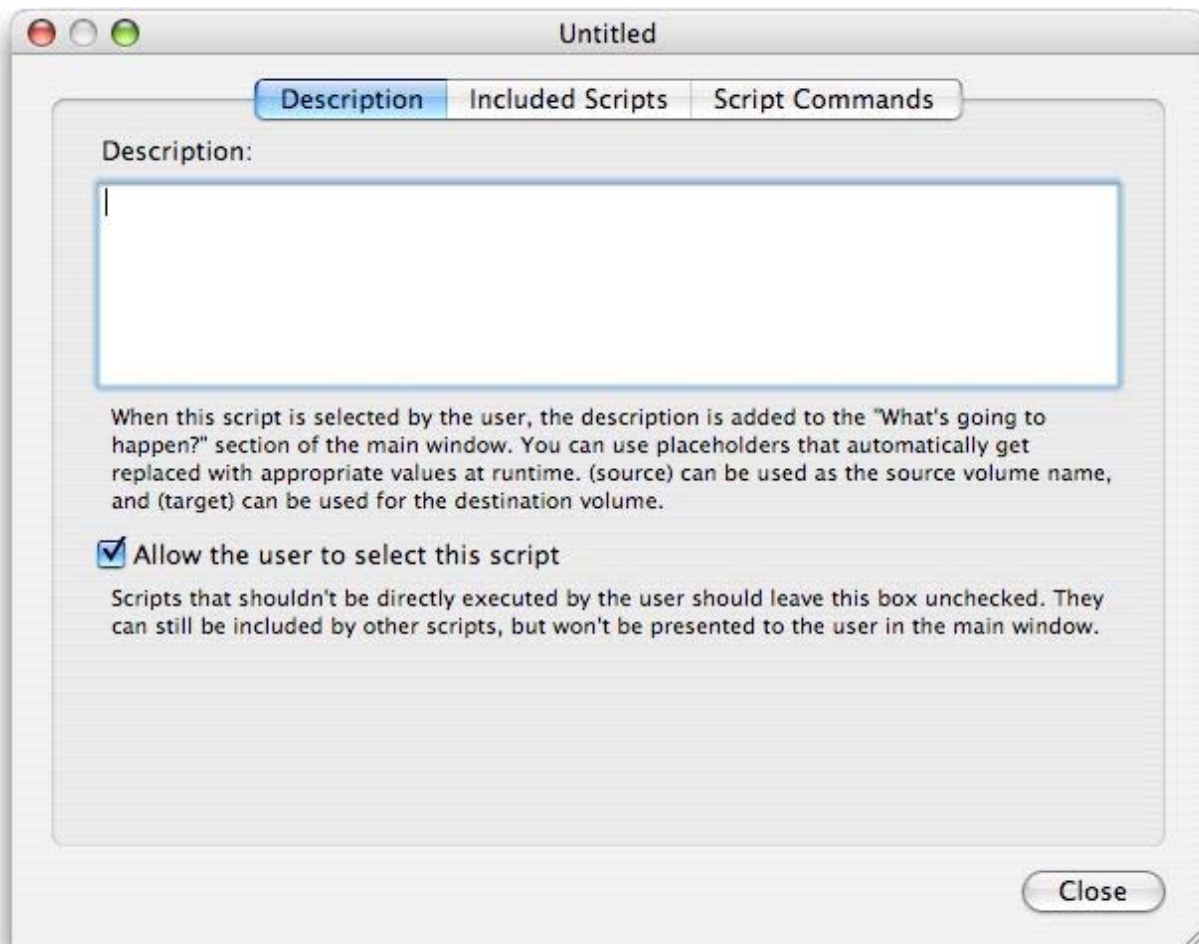 Untitled
Description
Included Scripts
Script Commands
Description:
When this script is selected by the user, the description is added to the "What's going to
happen?" section of the main window. You can use placeholders that automatically get
replaced with appropriate values at runtime. (source) can be used as the source volume name,
and (target) can be used for the destination volume.
Allow the user to select this script
Scripts that shouldn't be directly executed by the user should leave this box unchecked. They
can still be included by other scripts, but won't be presented to the user in the main window.
Close